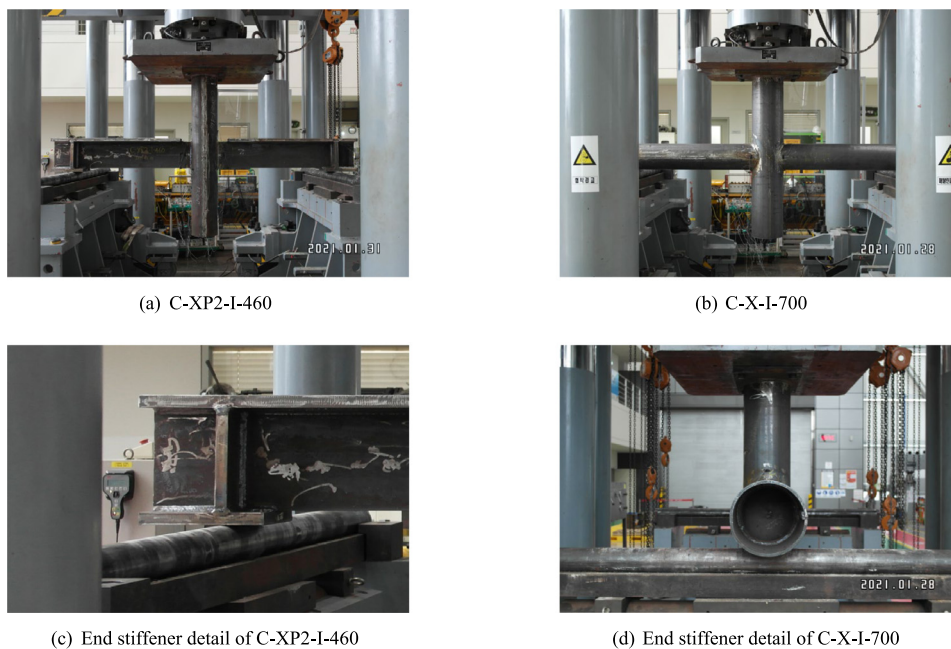 2021.01.31
2021.01.28
(a) C-XP2-I-460
(b) C-X-I-700
2021.01.28
(c) End stiffener detail of C-XP2-I-460
(d) End stiffener detail of C-X-I-700